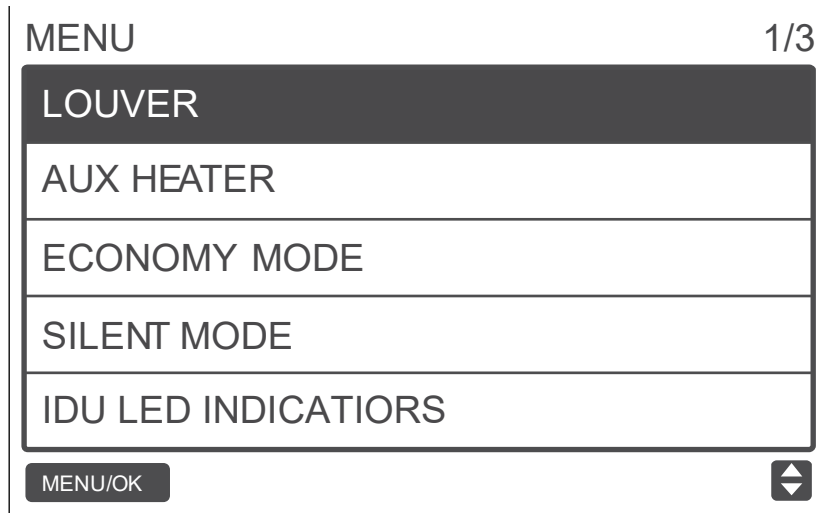 MENU 1/3
LOUVER
AUX HEATER
ECONOMY MODE
SILENT MODE
IDU LED INDICATIORS
MENU/OK